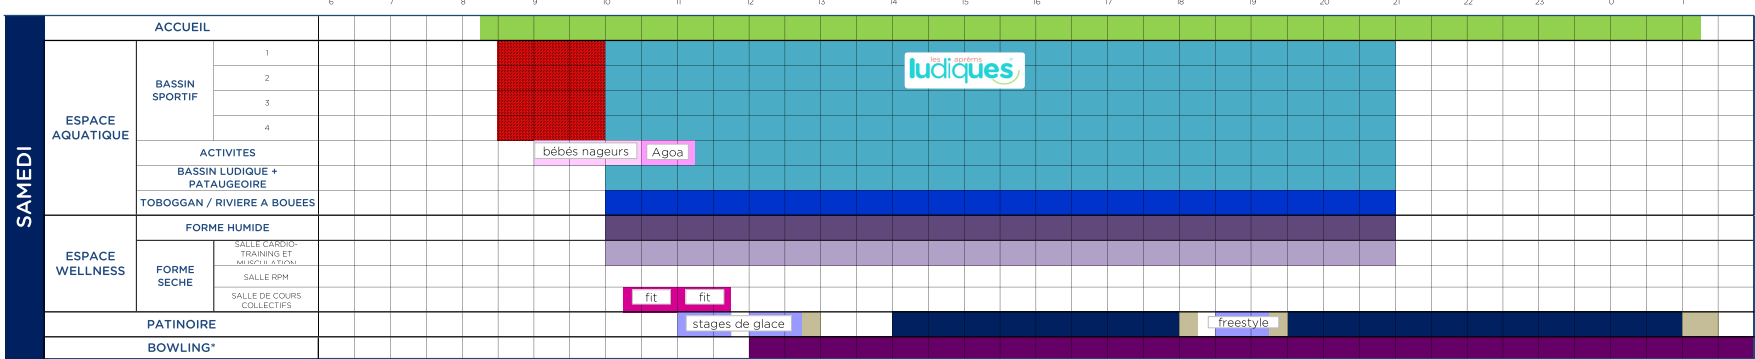 6 7 8 9 10 11 12 13 14 15 16 17 18 19 20 21 22 23 0 1
SAMEDI
ACCUEIL
ESPACE
AQUATIQUE
BASSIN
SPORTIF
1
2
3
4
les aprèms
ludiques
ACTIVITES
bébés nageurs
Agoa
BASSIN LUDIQUE +
PATAUGEOIRE
TOBOGGAN / RIVIERE A BOUEES
ESPACE
WELLNESS
FORME HUMIDE
FORME
SECHE
SALLE CARDIO-
TRAINING ET
MUSCULATION
SALLE RPM
SALLE DE COURS
COLLECTIFS
fit
fit
PATINOIRE
stages de glace
freestyle
BOWLING*